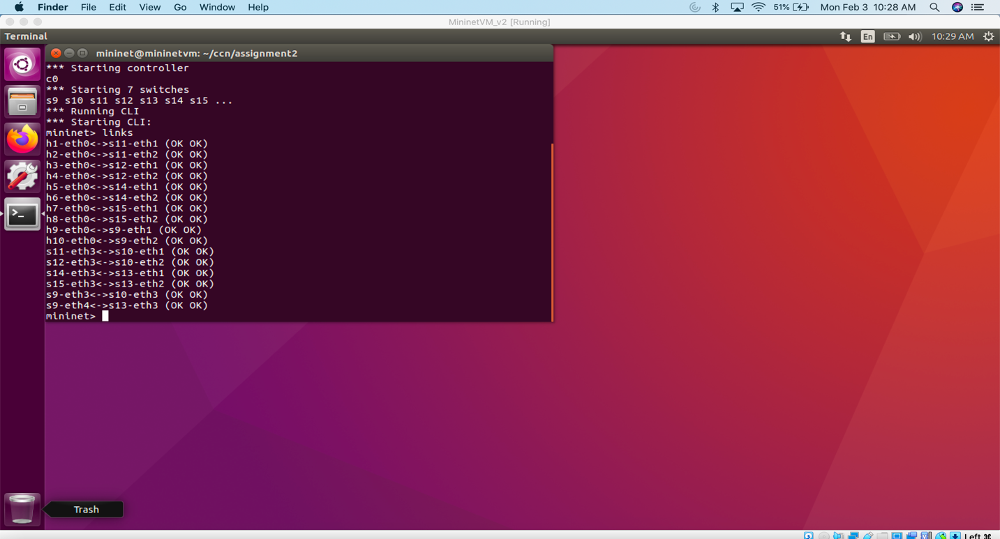 Finder File Edit View Go Window Help 51% Mon Feb 3 10:28 AM
MininetVM_v2 [Running]
Terminal En 10:29 AM
mininet@mininetvm: ~/ccn/assignment2
*** Starting controller
c0
*** Starting 7 switches
s9 s10 s11 s12 s13 s14 s15 ...
*** Running CLI
*** Starting CLI:
mininet> links
h1-eth0<->s11-eth1 (OK OK)
h2-eth0<->s11-eth2 (OK OK)
h3-eth0<->s12-eth1 (OK OK)
h4-eth0<->s12-eth2 (OK OK)
h5-eth0<->s14-eth1 (OK OK)
h6-eth0<->s14-eth2 (OK OK)
h7-eth0<->s15-eth1 (OK OK)
h8-eth0<->s15-eth2 (OK OK)
h9-eth0<->s9-eth1 (OK OK)
h10-eth0<->s9-eth2 (OK OK)
s11-eth3<->s10-eth1 (OK OK)
s12-eth3<->s10-eth2 (OK OK)
s14-eth3<->s13-eth1 (OK OK)
s15-eth3<->s13-eth2 (OK OK)
s9-eth3<->s10-eth3 (OK OK)
s9-eth4<->s13-eth3 (OK OK)
mininet>
Trash
Left ⌘